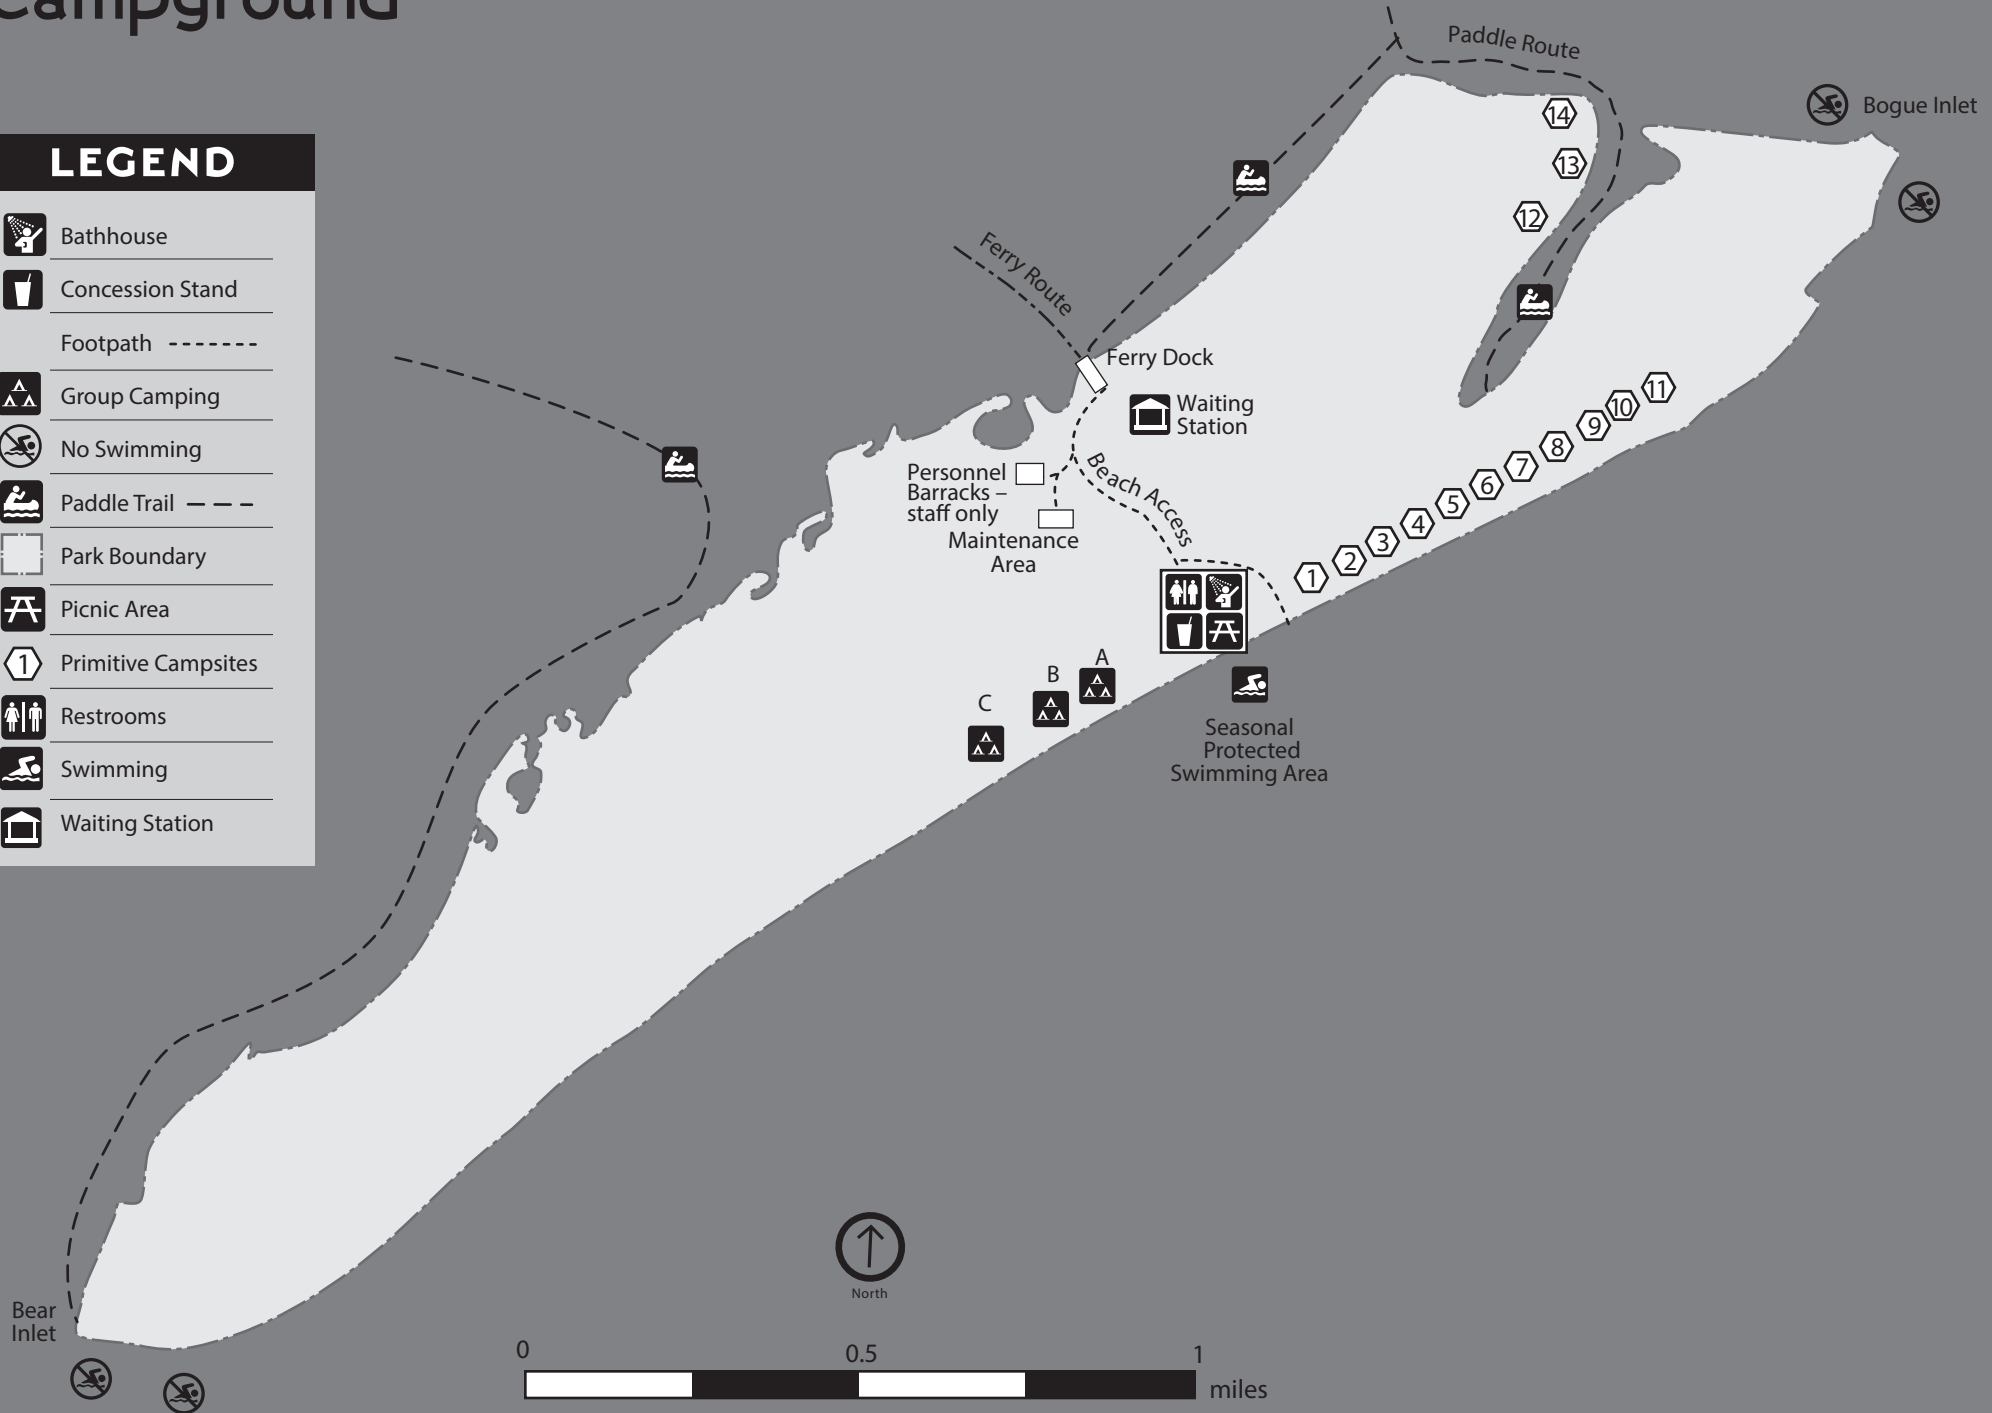 Campground
LEGEND
Bathhouse
Concession Stand
Footpath
Group Camping
No Swimming
Paddle Trail
Park Boundary
Picnic Area
1 Primitive Campsites
Restrooms
Swimming
Waiting Station
Paddle Route
Bogue Inlet
14
13
12
Ferry Route
Ferry Dock
Waiting
Station
Beach Access
Personnel
Barracks –
staff only
Maintenance
Area
11
10
9
8
7
6
5
4
3
2
1
A
B
C
Seasonal
Protected
Swimming Area
Bear
Inlet
North
0 0.5 1
miles